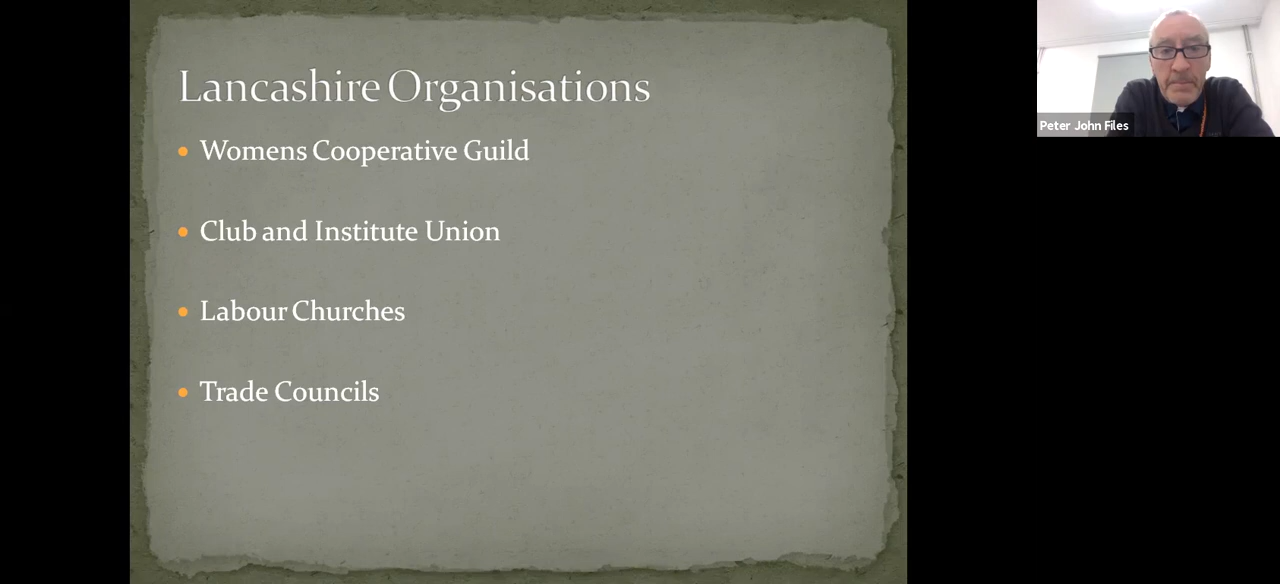 Lancashire Organisations
Womens Cooperative Guild
Club and Institute Union
Labour Churches
Trade Councils
Peter John Files